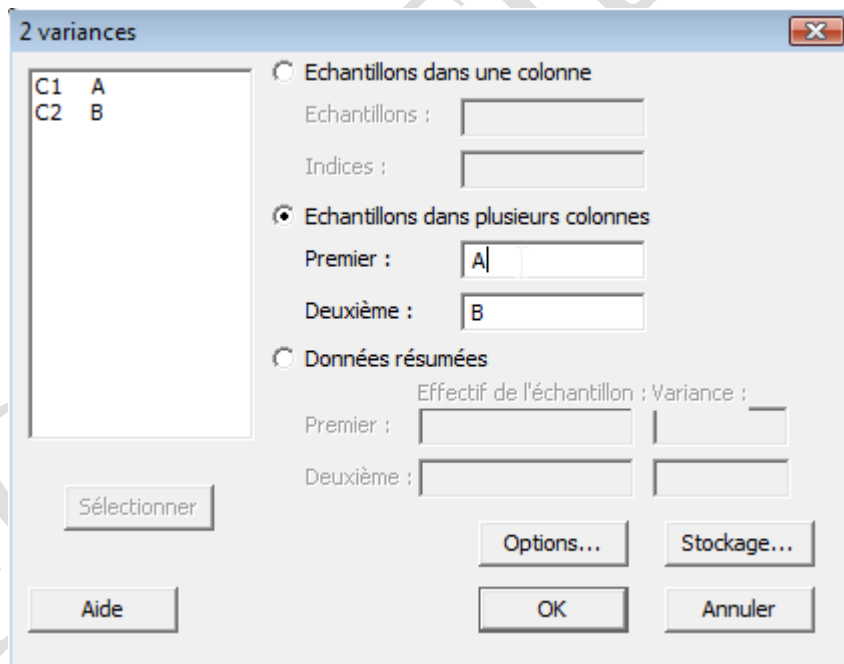 2 variances
C1 A
C2 B
Echantillons dans une colonne
Echantillons :
Indices :
Echantillons dans plusieurs colonnes
Premier : A
Deuxième : B
Données résumées
Effectif de l'échantillon : Variance :
Premier :
Deuxième :
Sélectionner
Options... Stockage...
Aide OK Annuler